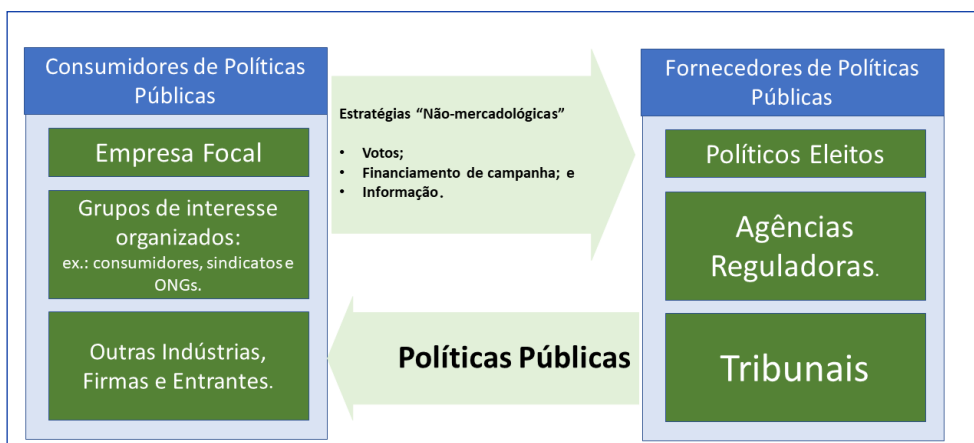 Consumidores de Políticas
Públicas
Empresa Focal
Grupos de interesse
organizados:
ex.: consumidores, sindicatos e
ONGs.
Outras Indústrias,
Firmas e Entrantes.
Estratégias “Não-mercadológicas”
• Votos;
• Financiamento de campanha; e
• Informação.
Políticas Públicas
Fornecedores de Políticas
Públicas
Políticos Eleitos
Agências
Reguladoras.
Tribunais